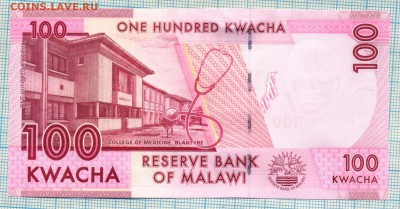 COINS.LAVE.RU
100
ONE HUNDRED KWACHA
100
COLLEGE OF MEDICINE, BLANTYRE
100
KWACHA
RESERVE BANK
OF MALAWI
100
KWACHA